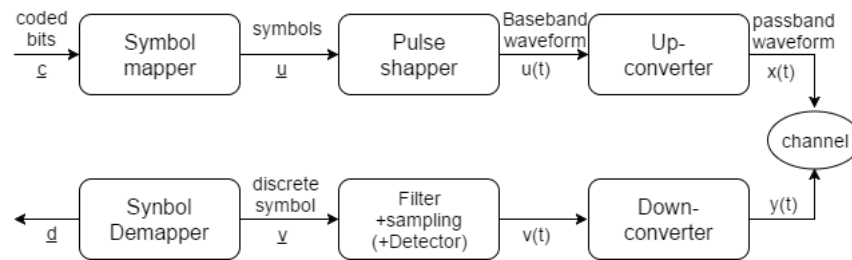 coded
bits
c
Symbol
mapper
symbols
u
Pulse
shapper
Baseband
waveform
u(t)
Up-
converter
passband
waveform
x(t)
channel
d
Synbol
Demapper
discrete
symbol
v
Filter
+sampling
(+Detector)
v(t)
Down-
converter
y(t)